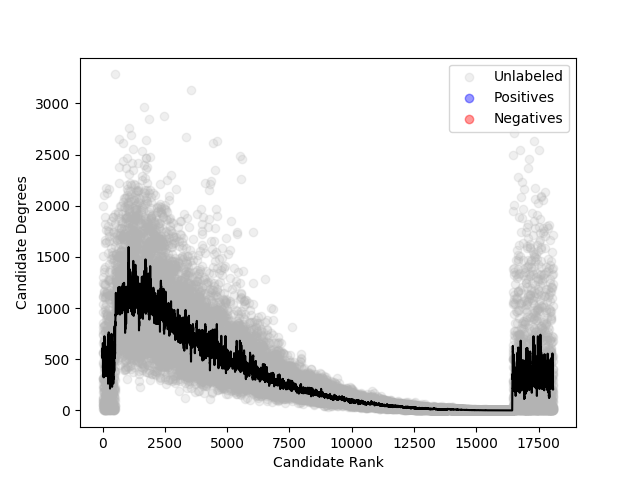 Unlabeled
Positives
Negatives
3000
2500
2000
1500
1000
500
0
Candidate Degrees
0 2500 5000 7500 10000 12500 15000 17500
Candidate Rank